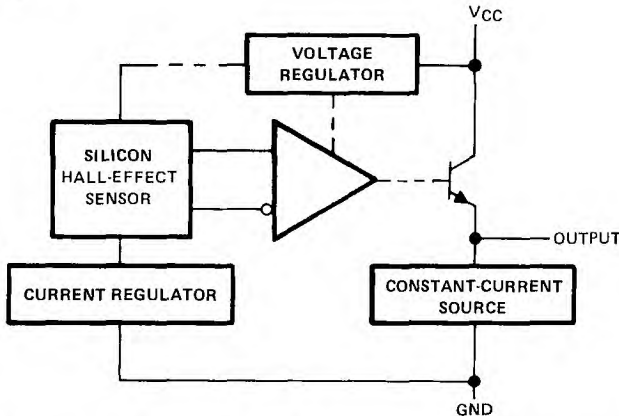 VCC
VOLTAGE
REGULATOR
SILICON
HALL-EFFECT
SENSOR
OUTPUT
CURRENT REGULATOR
CONSTANT-CURRENT
SOURCE
GND